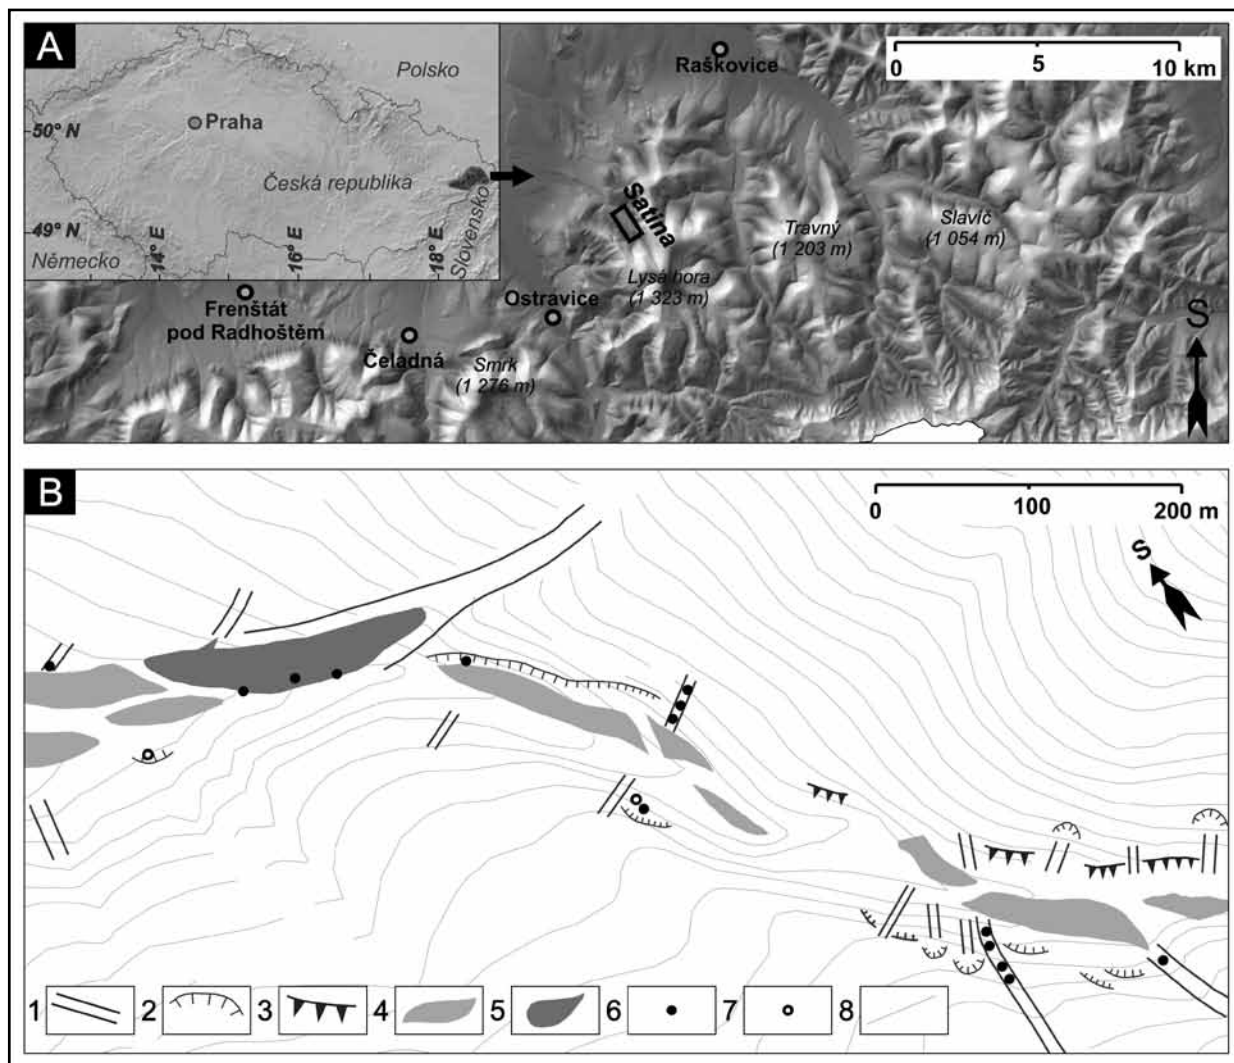 A
Polsko
50° N
Praha
Česká republika
49° N
Německo
14° E
16° E
18° E
Slovensko
Raškovice
0 5 10 km
Satina
Travný
(1 203 m)
Slavíč
(1 054 m)
Lysá hora
(1 323 m)
Frenštát
pod Radhoštěm
Ostravice
Čeladná
Smrk
(1 276 m)
S
B
0 100 200 m
S
1 2 3 4 5 6 7 8